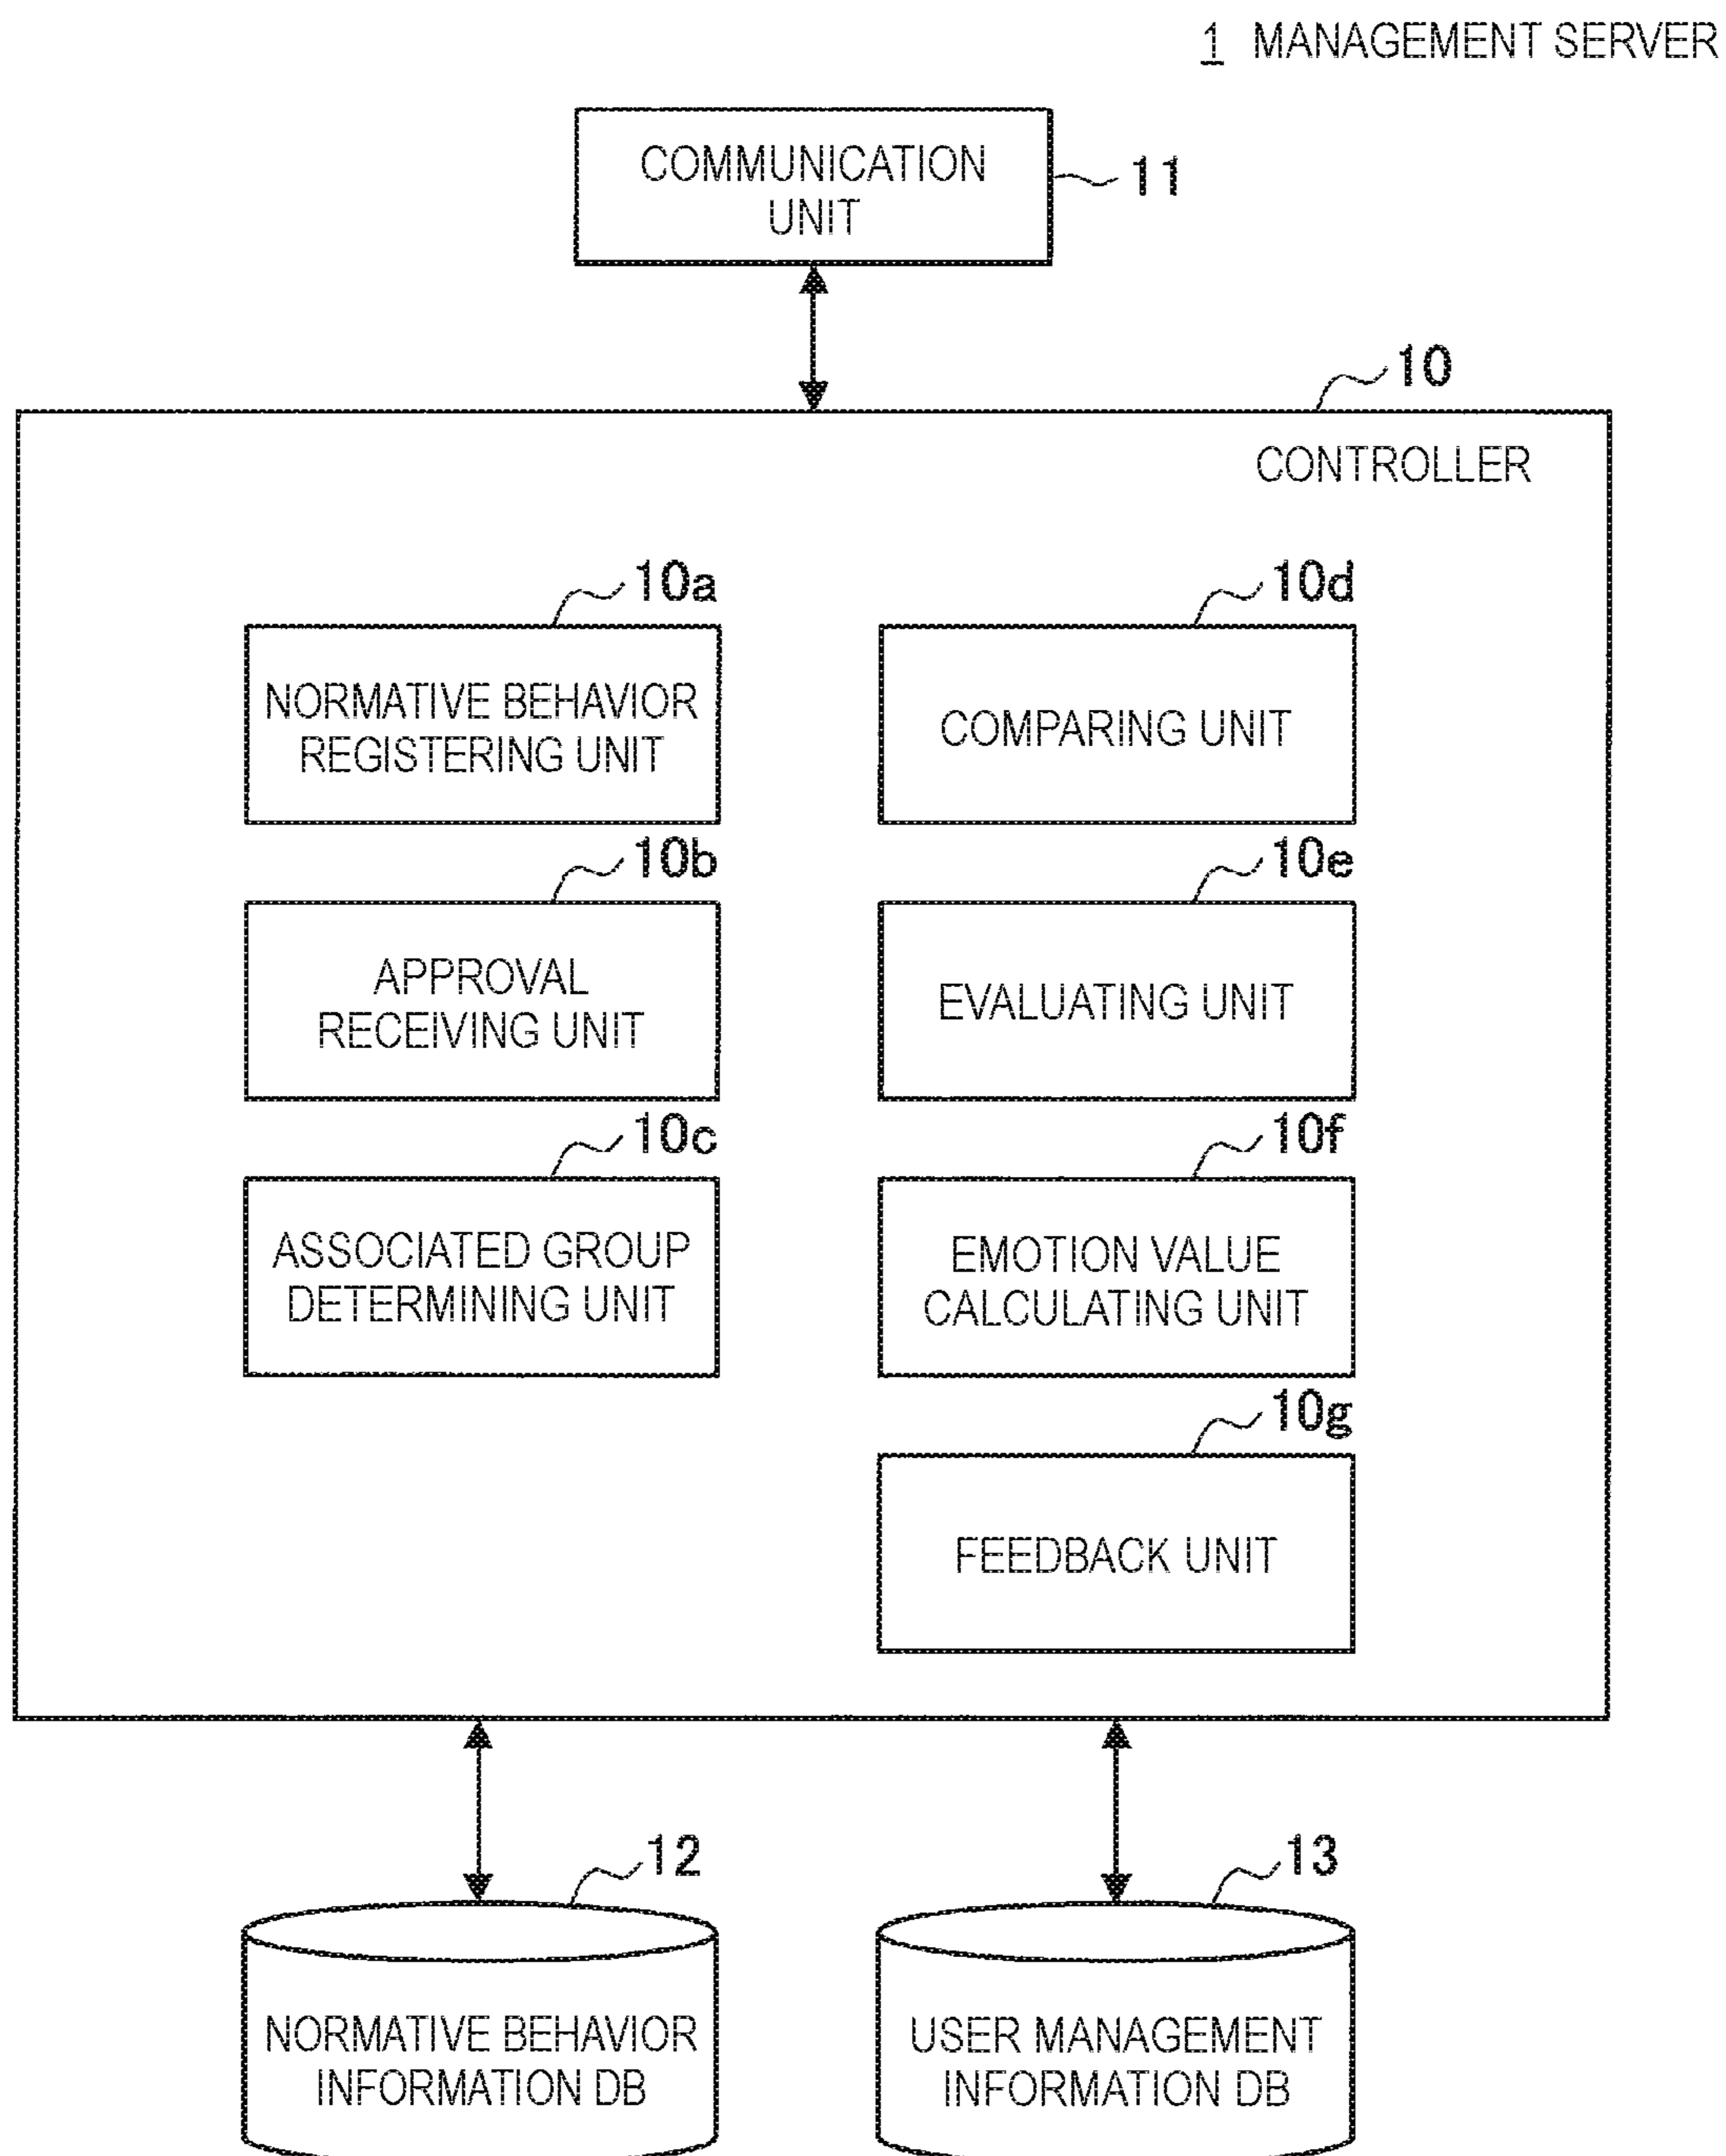 1 MANAGEMENT SERVER
COMMUNICATION
UNIT
11
10
CONTROLLER
10a
NORMATIVE BEHAVIOR
REGISTERING UNIT
10b
APPROVAL
RECEIVING UNIT
10c
ASSOCIATED GROUP
DETERMINING UNIT
10d
COMPARING UNIT
10e
EVALUATING UNIT
10f
EMOTION VALUE
CALCULATING UNIT
10g
FEEDBACK UNIT
12
NORMATIVE BEHAVIOR
INFORMATION DB
13
USER MANAGEMENT
INFORMATION DB